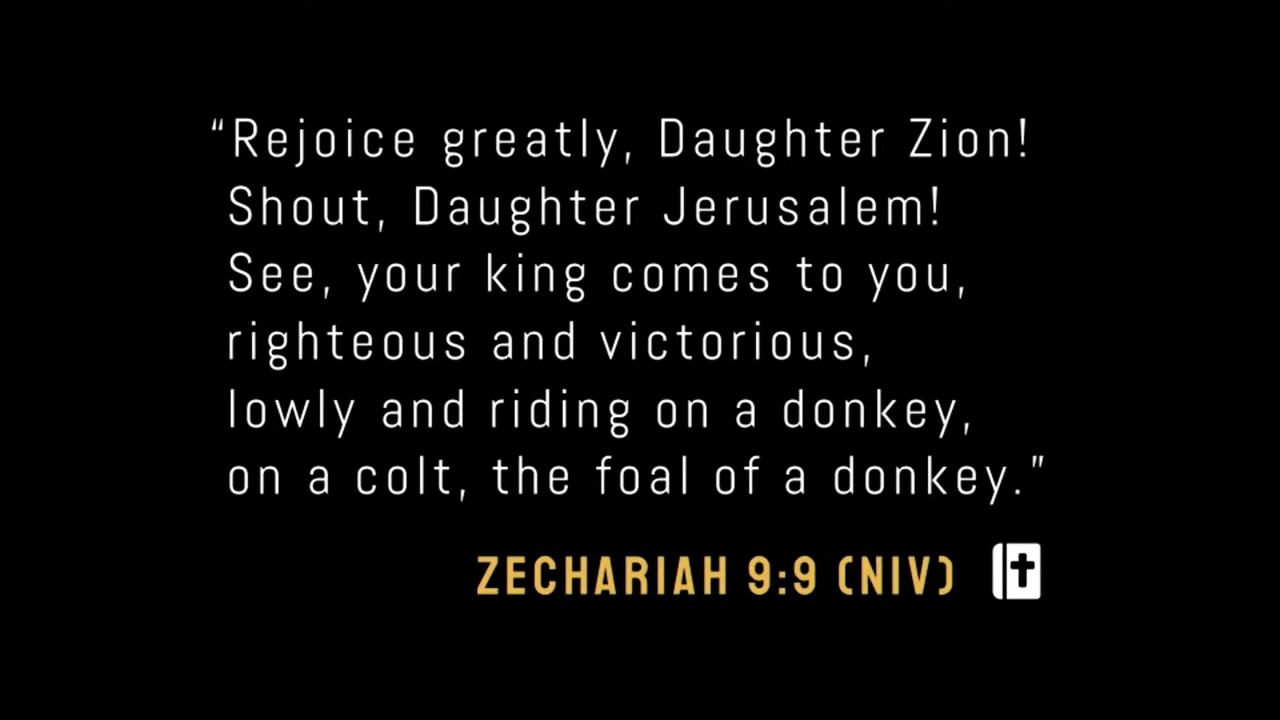 “Rejoice greatly, Daughter Zion!
Shout, Daughter Jerusalem!
See, your king comes to you,
righteous and victorious,
lowly and riding on a donkey,
on a colt, the foal of a donkey.”
ZECHARIAH 9:9 (NIV)